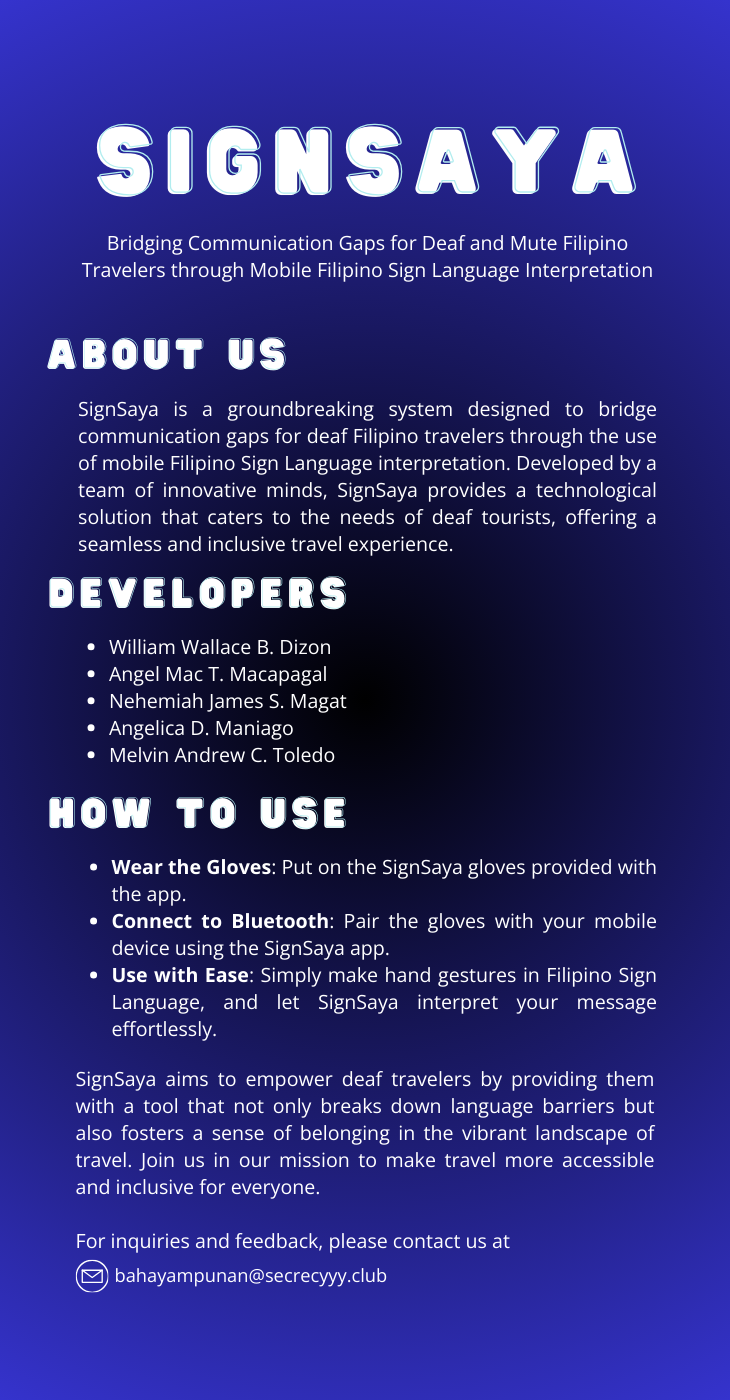 SIGNSAYA
Bridging Communication Gaps for Deaf and Mute Filipino
Travelers through Mobile Filipino Sign Language Interpretation
ABOUT US
SignSaya is a groundbreaking system designed to bridge
communication gaps for deaf Filipino travelers through the use
of mobile Filipino Sign Language interpretation. Developed by a
team of innovative minds, SignSaya provides a technological
solution that caters to the needs of deaf tourists, offering a
seamless and inclusive travel experience.
DEVELOPERS
• William Wallace B. Dizon
• Angel Mac T. Macapagal
• Nehemiah James S. Magat
• Angelica D. Maniago
• Melvin Andrew C. Toledo
HOW TO USE
• Wear the Gloves: Put on the SignSaya gloves provided with
the app.
• Connect to Bluetooth: Pair the gloves with your mobile
device using the SignSaya app.
• Use with Ease: Simply make hand gestures in Filipino Sign
Language, and let SignSaya interpret your message
effortlessly.
SignSaya aims to empower deaf travelers by providing them
with a tool that not only breaks down language barriers but
also fosters a sense of belonging in the vibrant landscape of
travel. Join us in our mission to make travel more accessible
and inclusive for everyone.
For inquiries and feedback, please contact us at
bahayampunan@secrecyyy.club